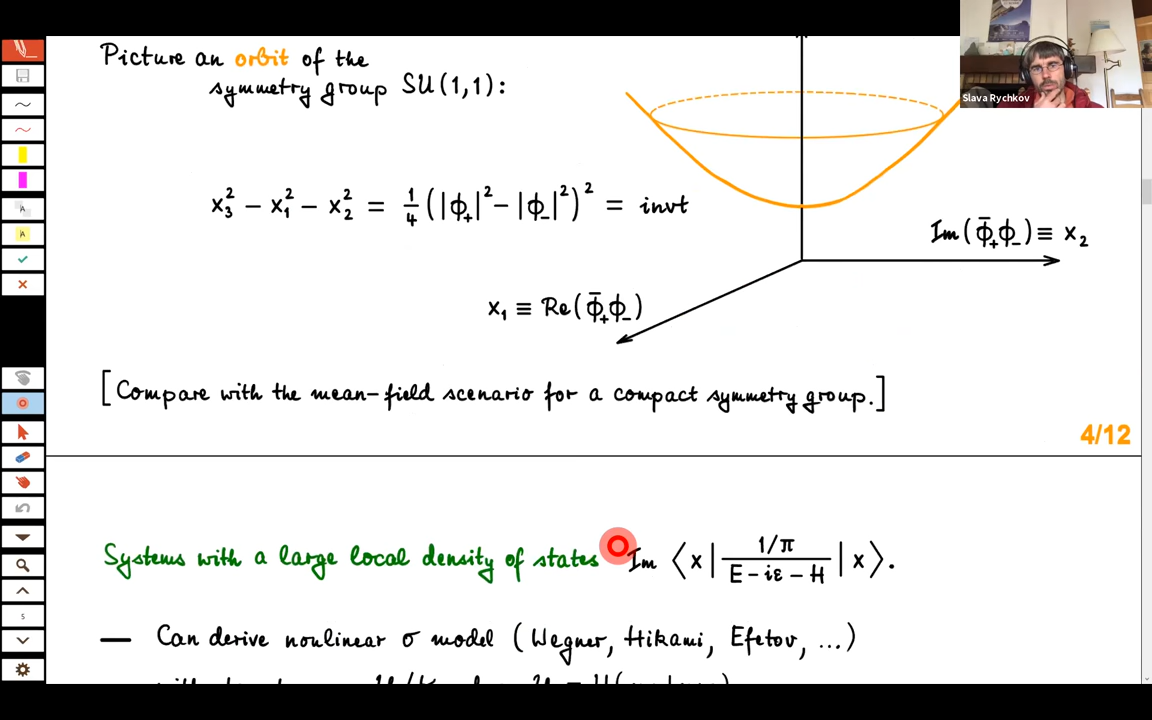 Picture an orbit of the
symmetry group SU(1,1):
Slava Rychkov
x₃² − x₁² − x₂² = 1/4 (|ϕ₊|² − |ϕ₋|²)² = invt
Im(ϕ̄₊ϕ₋) ≡ x₂
x₁ ≡ Re(ϕ̄₊ϕ₋)
[Compare with the mean-field scenario for a compact symmetry group.]
4/12
Systems with a large local density of states Im ⟨x| (1/π)/(E − iε − H) |x⟩.
— Can derive nonlinear σ model (Wegner, Hikami, Efetov, ...)